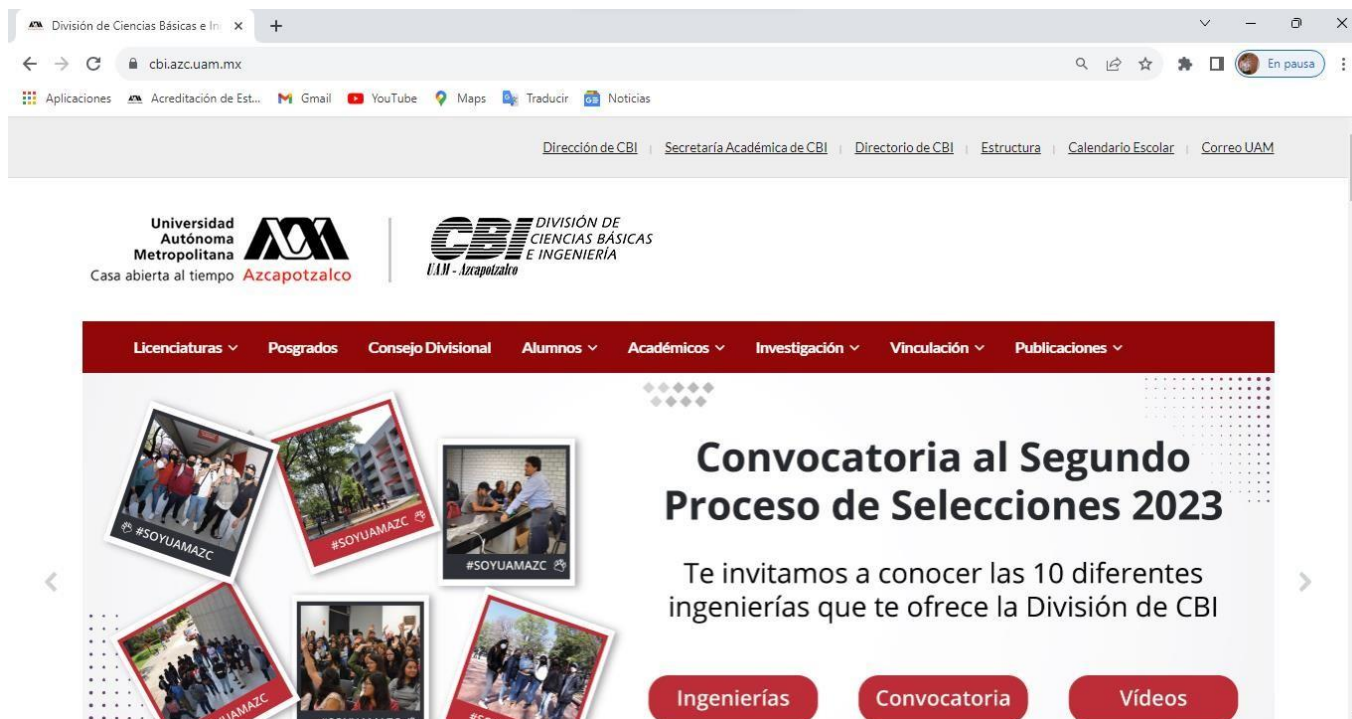 División de Ciencias Básicas e In
cbi.azc.uam.mx
En pausa
Aplicaciones
Acreditación de Est...
Gmail
YouTube
Maps
Traducir
Noticias
Dirección de CBI | Secretaría Académica de CBI | Directorio de CBI | Estructura | Calendario Escolar | Correo UAM
Universidad
Autónoma
Metropolitana
Casa abierta al tiempo Azcapotzalco
CBI
UAM - Azcapotzalco
DIVISIÓN DE
CIENCIAS BÁSICAS
E INGENIERÍA
Licenciaturas Posgrados Consejo Divisional Alumnos Académicos Investigación Vinculación Publicaciones
#SOYUAMAZC
#SOYUAMAZC
#SOYUAMAZC
Convocatoria al Segundo
Proceso de Selecciones 2023
Te invitamos a conocer las 10 diferentes
ingenierías que te ofrece la División de CBI
Ingenierías
Convocatoria
Vídeos